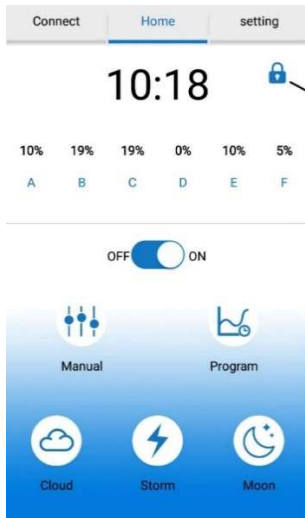 Connect Home setting
10:18
10% 19% 19% 0% 10% 5%
A B C D E F
OFF ON
Manual Program
Cloud Storm Moon